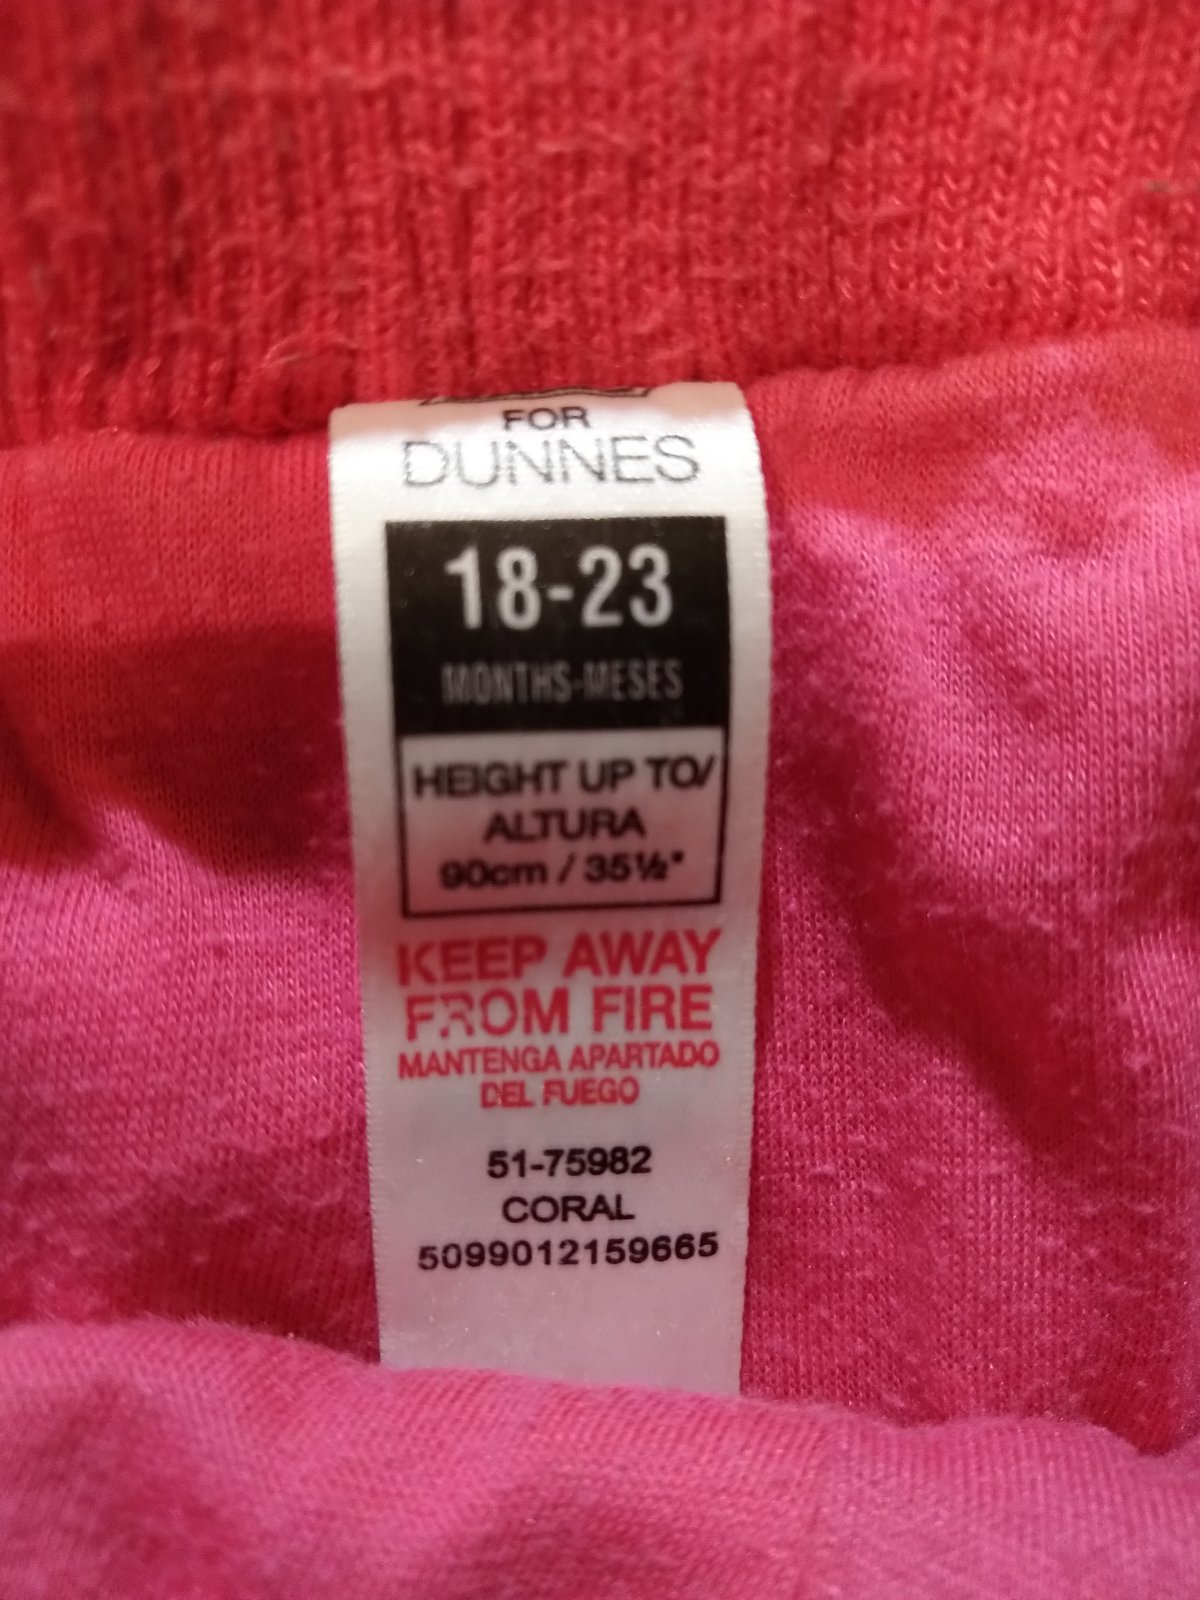 FOR
DUNNES
18-23
MONTHS-MESES
HEIGHT UP TO/
ALTURA
90cm / 35½"
KEEP AWAY
FROM FIRE
MANTENGA APARTADO
DEL FUEGO
51-75982
CORAL
5099012159665